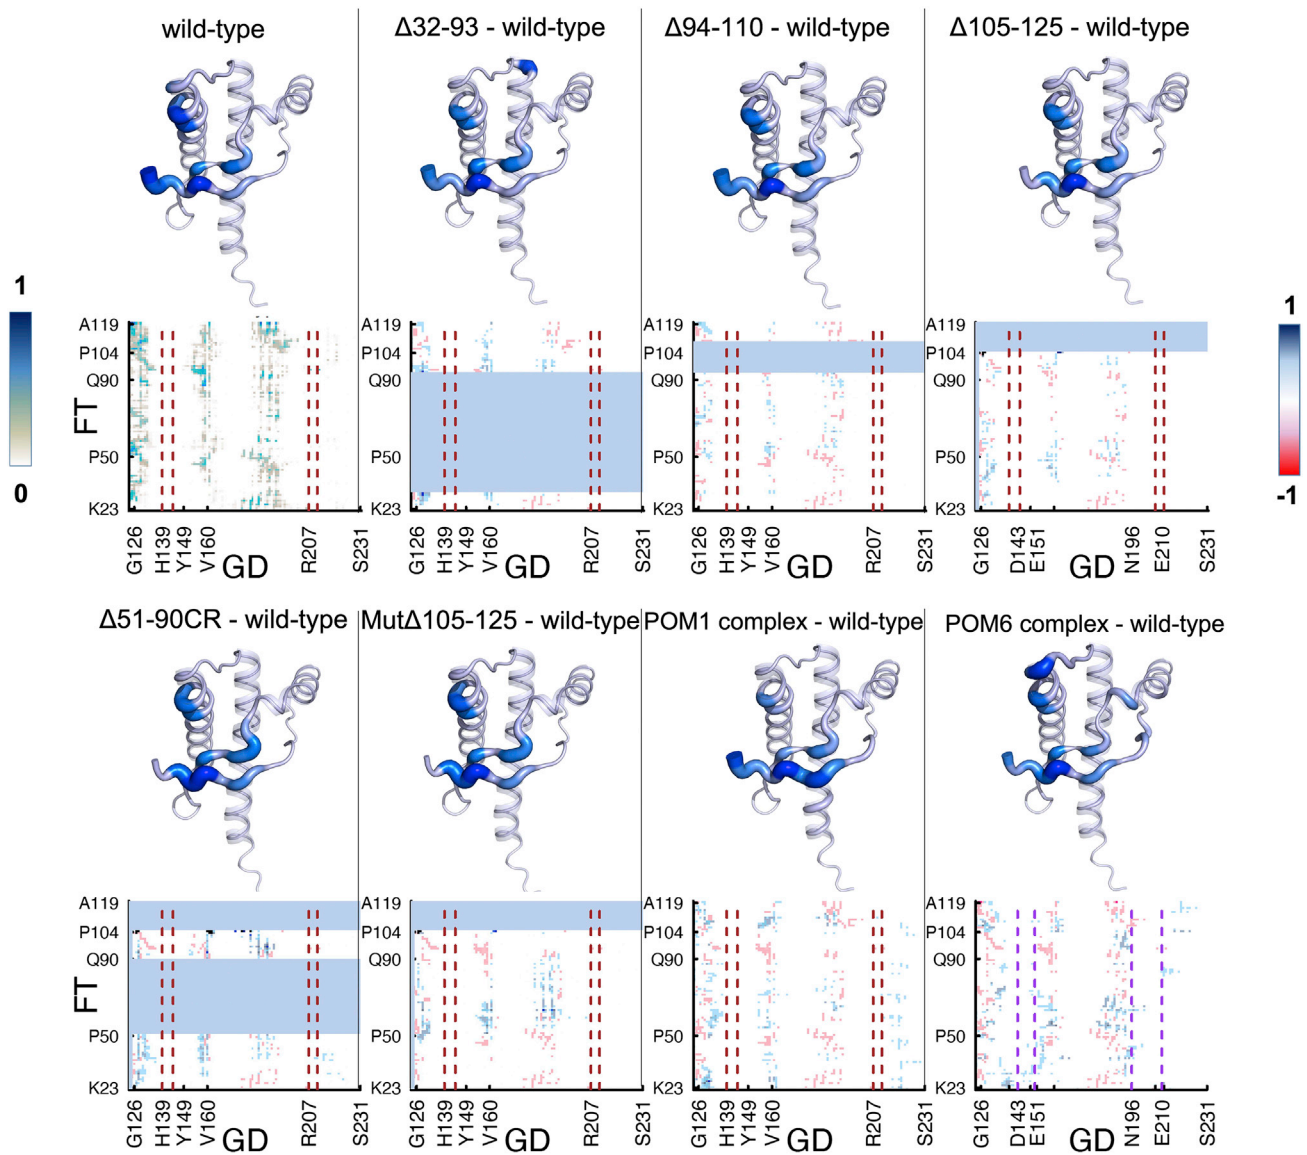 wild-type
Δ32-93 - wild-type
Δ94-110 - wild-type
Δ105-125 - wild-type
1
0
1
-1
FT
A119
P104
Q90
P50
K23
G126
H139
Y149
V160
GD
R207
S231
A119
P104
Q90
P50
K23
G126
H139
Y149
V160
GD
R207
S231
A119
P104
Q90
P50
K23
G126
H139
Y149
V160
GD
R207
S231
A119
P104
Q90
P50
K23
G126
D143
E151
GD
N196
E210
S231
Δ51-90CR - wild-type
MutΔ105-125 - wild-type
POM1 complex - wild-type
POM6 complex - wild-type
FT
A119
P104
Q90
P50
K23
G126
H139
Y149
V160
GD
R207
S231
A119
P104
Q90
P50
K23
G126
H139
Y149
V160
GD
R207
S231
A119
P104
Q90
P50
K23
G126
H139
Y149
V160
GD
R207
S231
A119
P104
Q90
P50
K23
G126
D143
E151
GD
N196
E210
S231